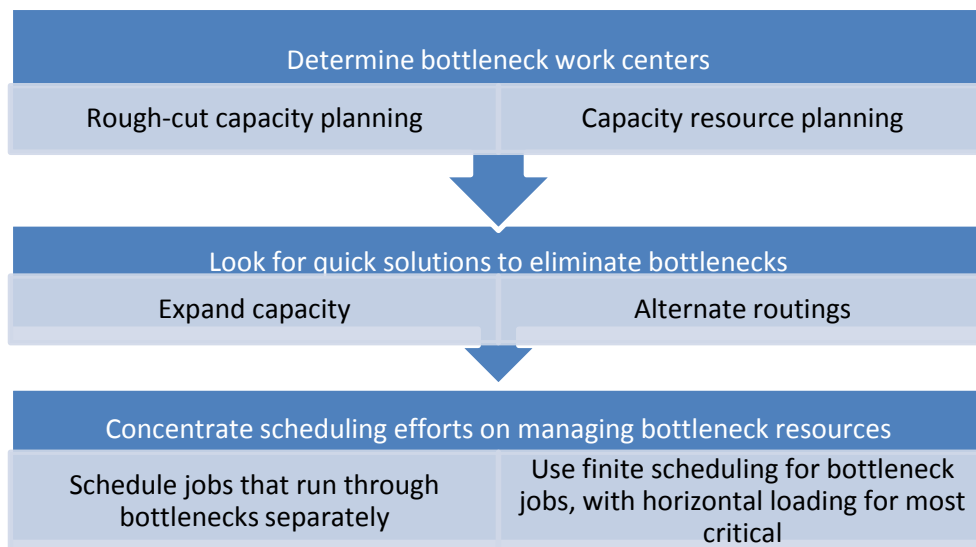 Determine bottleneck work centers
Rough-cut capacity planning
Capacity resource planning
Look for quick solutions to eliminate bottlenecks
Expand capacity
Alternate routings
Concentrate scheduling efforts on managing bottleneck resources
Schedule jobs that run through
bottlenecks separately
Use finite scheduling for bottleneck
jobs, with horizontal loading for most
critical